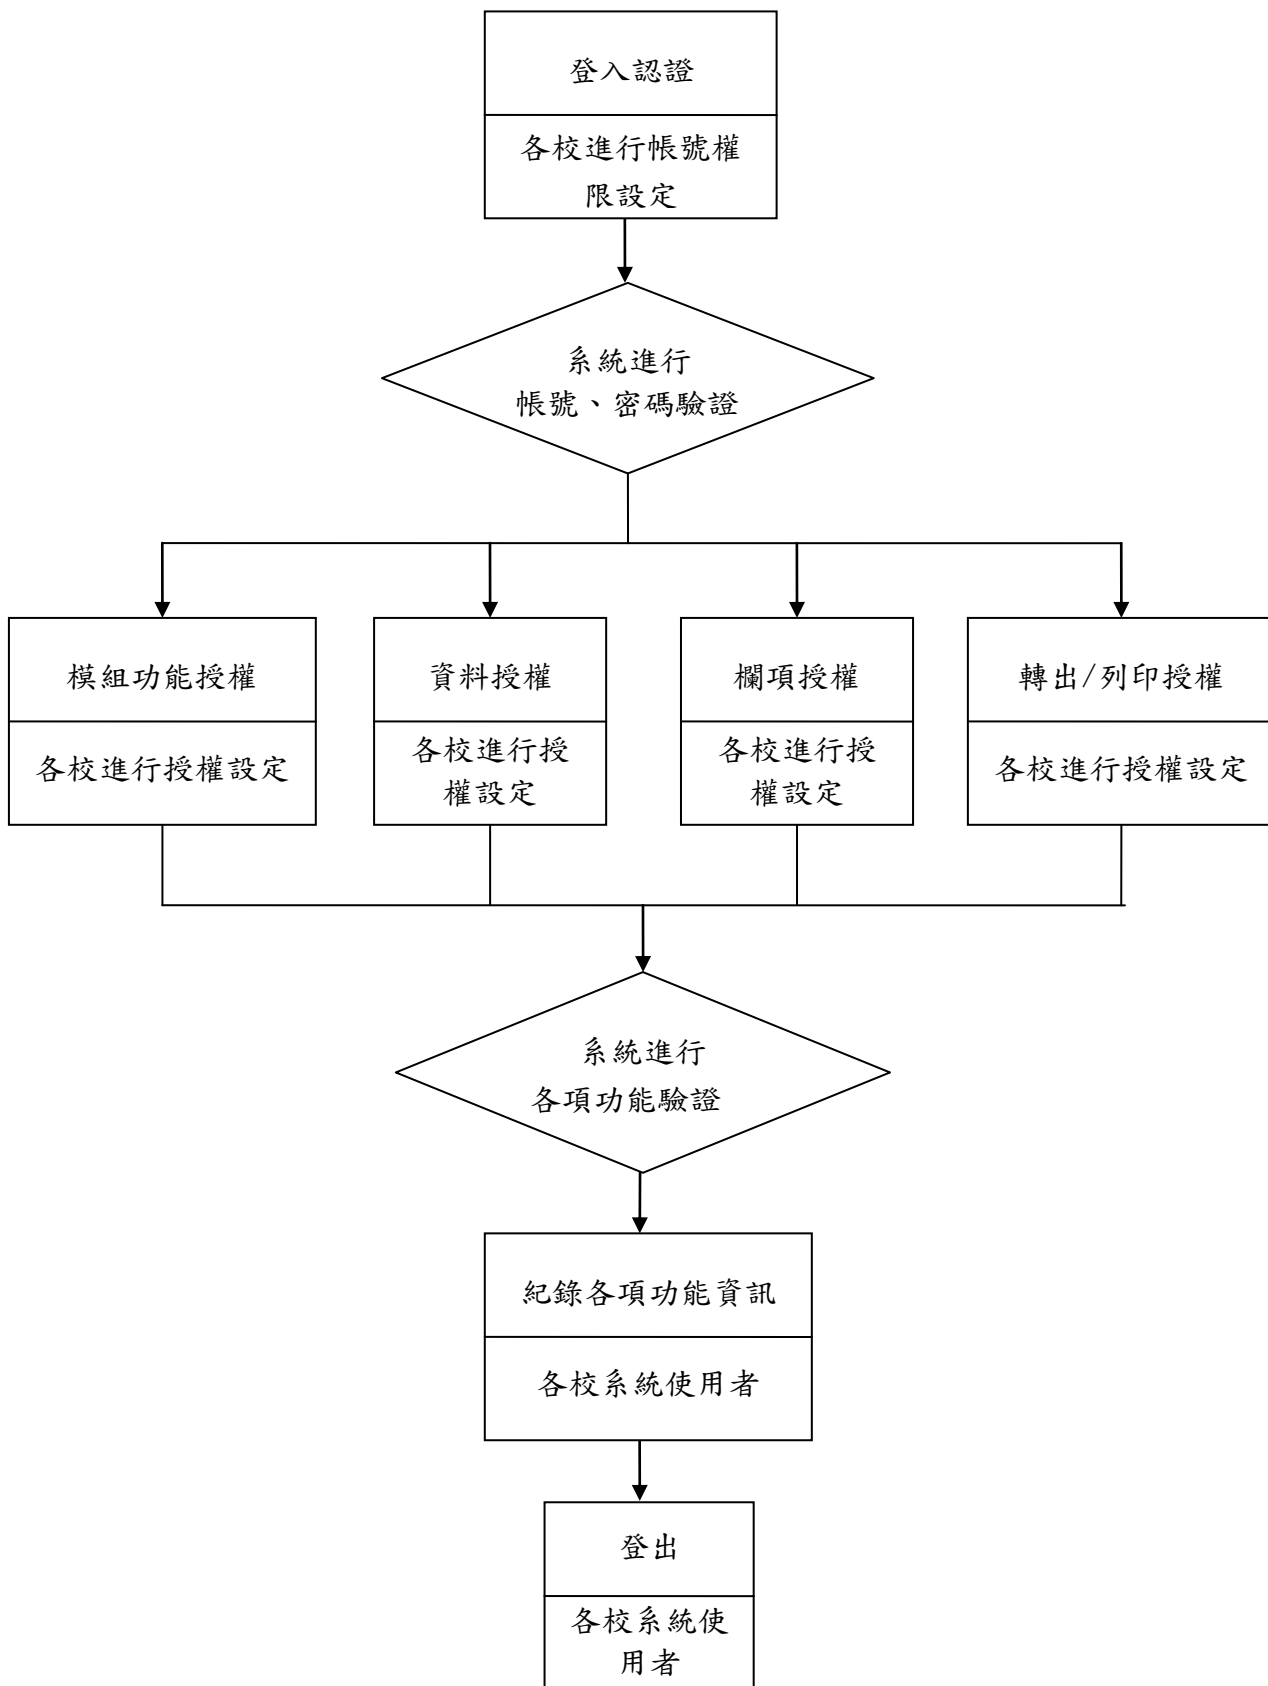 登入認證
各校進行帳號權
限設定
系統進行
帳號、密碼驗證
模組功能授權
各校進行授權設定
資料授權
各校進行授
權設定
欄項授權
各校進行授
權設定
轉出/列印授權
各校進行授權設定
系統進行
各項功能驗證
紀錄各項功能資訊
各校系統使用者
登出
各校系統使
用者